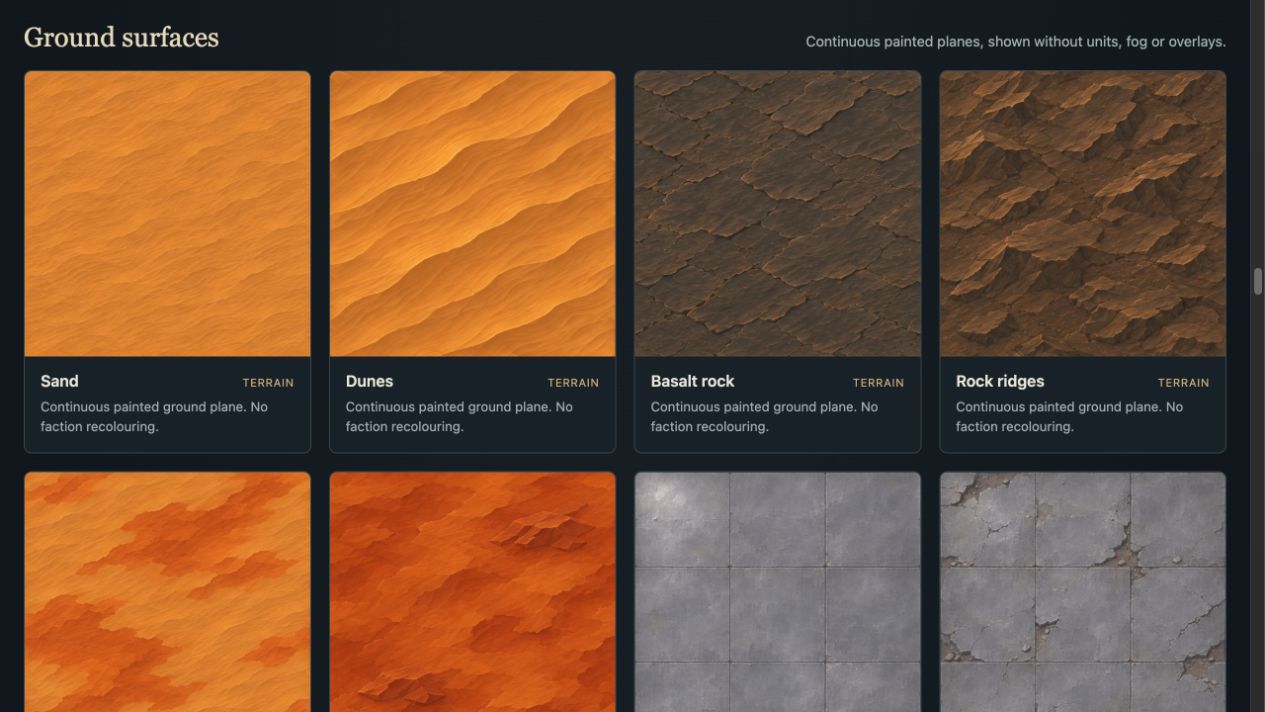 Ground surfaces
Continuous painted planes, shown without units, fog or overlays.
Sand
TERRAIN
Continuous painted ground plane. No
faction recolouring.
Dunes
TERRAIN
Continuous painted ground plane. No
faction recolouring.
Basalt rock
TERRAIN
Continuous painted ground plane. No
faction recolouring.
Rock ridges
TERRAIN
Continuous painted ground plane. No
faction recolouring.